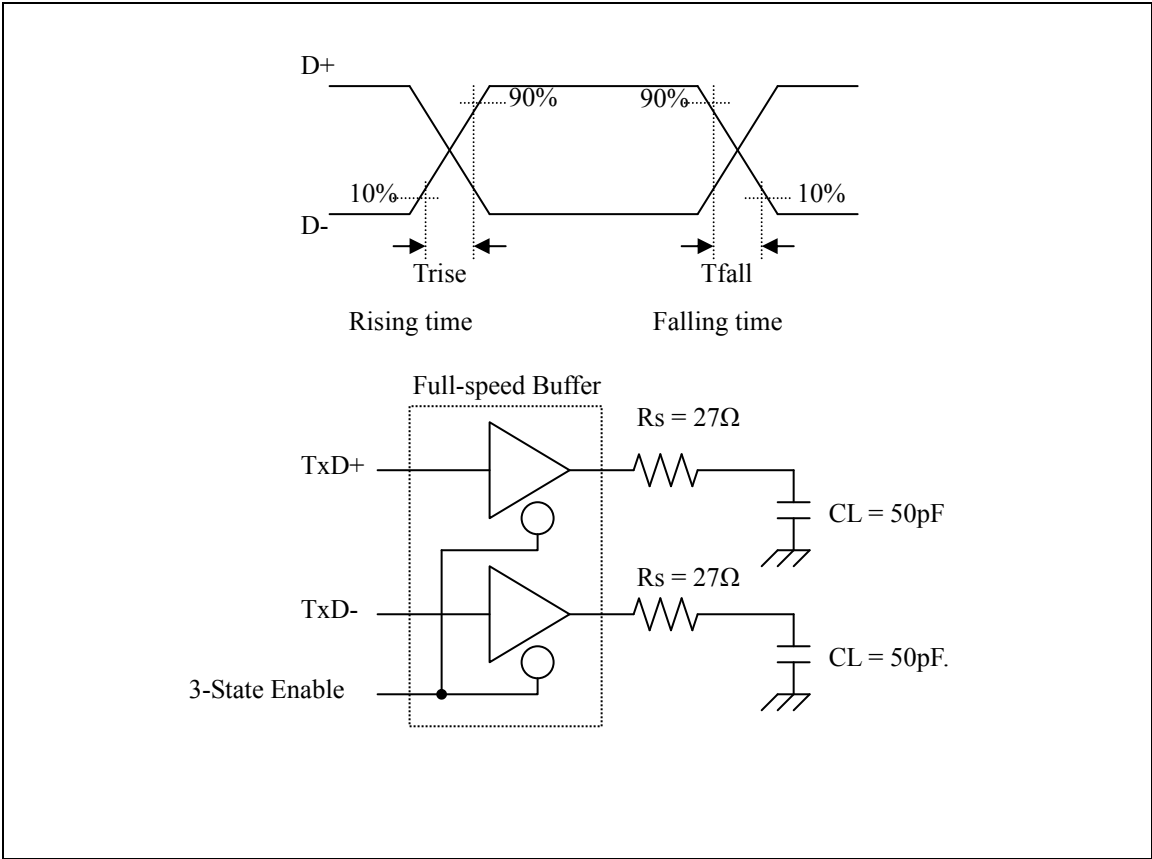 D+
90%
90%
10%
10%
D-
Trise
Tfall
Rising time
Falling time
Full-speed Buffer
Rs = 27Ω
TxD+
CL = 50pF
Rs = 27Ω
TxD-
CL = 50pF.
3-State Enable